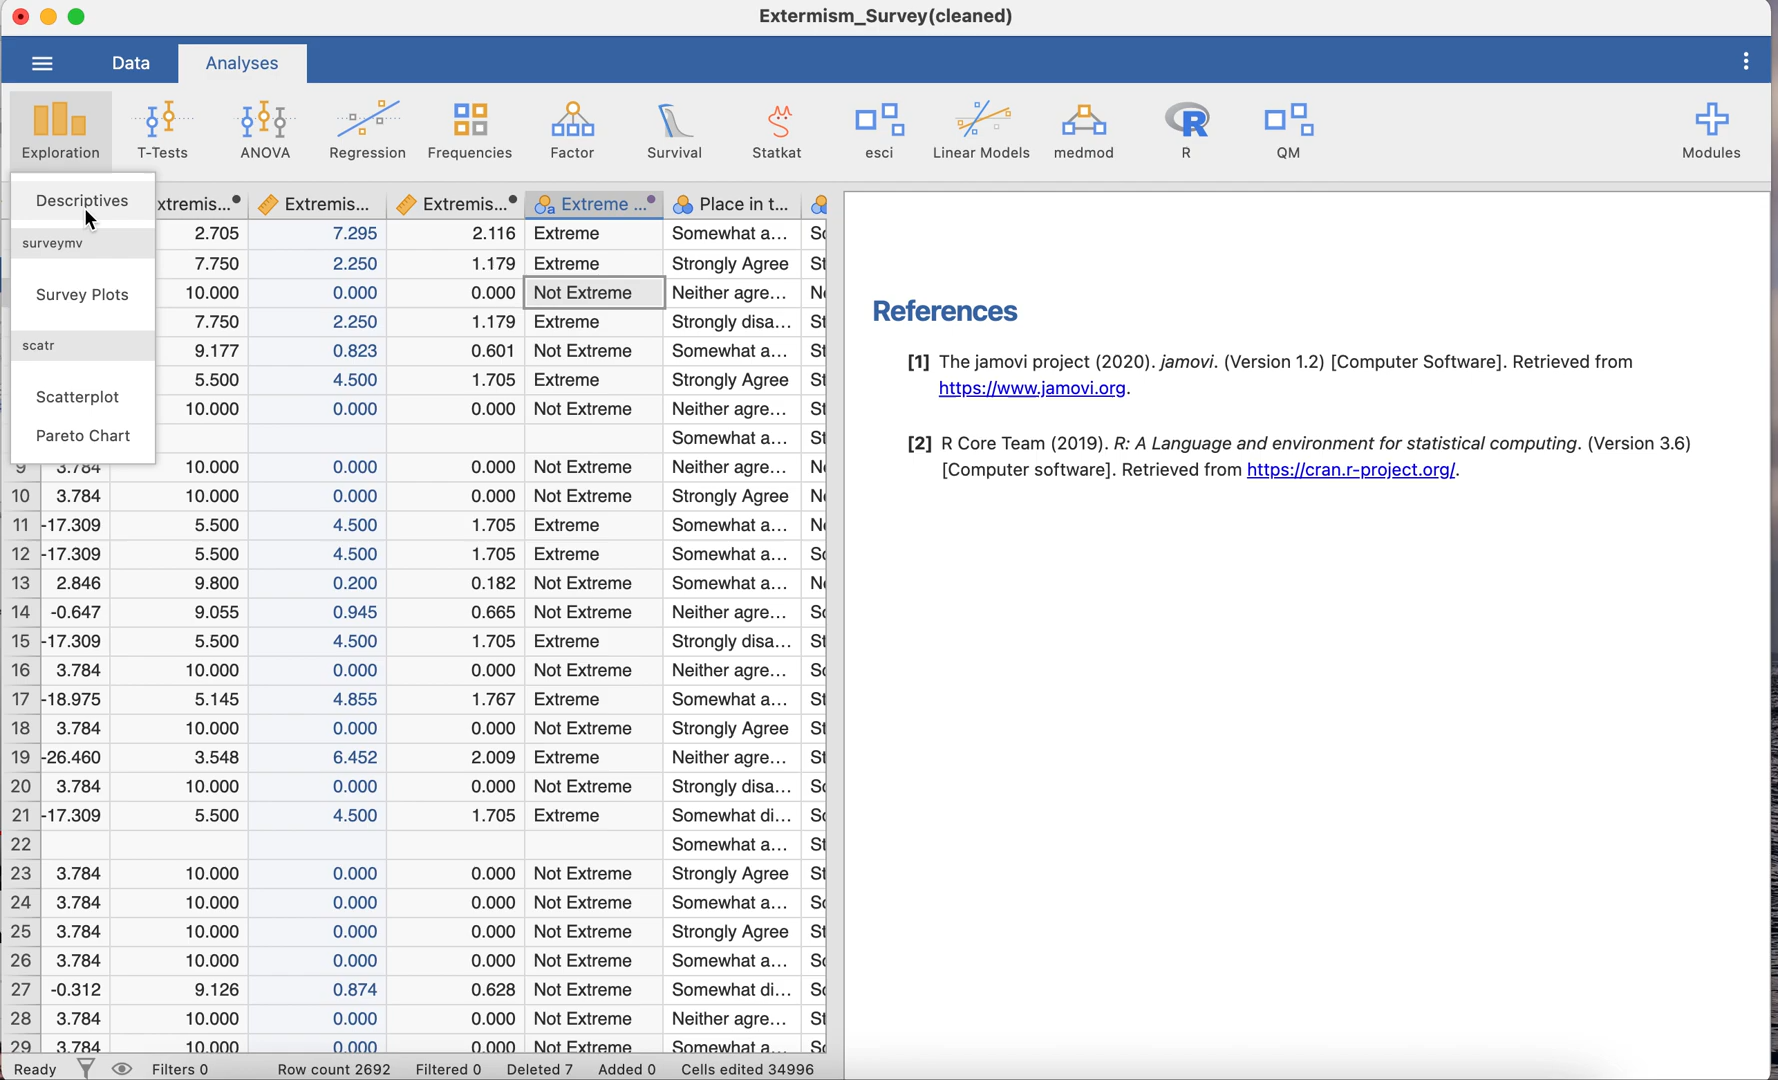 Extermism_Survey(cleaned)
Data Analyses
Exploration T-Tests ANOVA Regression Frequencies Factor Survival Statkat esci Linear Models medmod R QM Modules
Descriptives
surveymv
Survey Plots
scatr
Scatterplot
Pareto Chart
xtremis... Extremis... Extremis... Extreme ... Place in t...
2.705 7.295 2.116 Extreme Somewhat a...
7.750 2.250 1.179 Extreme Strongly Agree St
10.000 0.000 0.000 Not Extreme Neither agre...
7.750 2.250 1.179 Extreme Strongly disa... St
9.177 0.823 0.601 Not Extreme Somewhat a... St
5.500 4.500 1.705 Extreme Strongly Agree St
10.000 0.000 0.000 Not Extreme Neither agre... St
Somewhat a... St
9 3.784 10.000 0.000 0.000 Not Extreme Neither agre...
10 3.784 10.000 0.000 0.000 Not Extreme Strongly Agree
11 -17.309 5.500 4.500 1.705 Extreme Somewhat a...
12 -17.309 5.500 4.500 1.705 Extreme Somewhat a...
13 2.846 9.800 0.200 0.182 Not Extreme Somewhat a...
14 -0.647 9.055 0.945 0.665 Not Extreme Neither agre...
15 -17.309 5.500 4.500 1.705 Extreme Strongly disa... St
16 3.784 10.000 0.000 0.000 Not Extreme Neither agre... St
17 -18.975 5.145 4.855 1.767 Extreme Somewhat a... St
18 3.784 10.000 0.000 0.000 Not Extreme Strongly Agree St
19 -26.460 3.548 6.452 2.009 Extreme Neither agre... St
20 3.784 10.000 0.000 0.000 Not Extreme Strongly disa...
21 -17.309 5.500 4.500 1.705 Extreme Somewhat di... St
22 Somewhat a... St
23 3.784 10.000 0.000 0.000 Not Extreme Strongly Agree St
24 3.784 10.000 0.000 0.000 Not Extreme Somewhat a...
25 3.784 10.000 0.000 0.000 Not Extreme Strongly Agree St
26 3.784 10.000 0.000 0.000 Not Extreme Somewhat a...
27 -0.312 9.126 0.874 0.628 Not Extreme Somewhat di...
28 3.784 10.000 0.000 0.000 Not Extreme Neither agre... St
29 3.784 10.000 0.000 0.000 Not Extreme Somewhat a...
Ready Filters 0 Row count 2692 Filtered 0 Deleted 7 Added 0 Cells edited 34996
References
[1] The jamovi project (2020). jamovi. (Version 1.2) [Computer Software]. Retrieved from
https://www.jamovi.org.
[2] R Core Team (2019). R: A Language and environment for statistical computing. (Version 3.6)
[Computer software]. Retrieved from https://cran.r-project.org/.